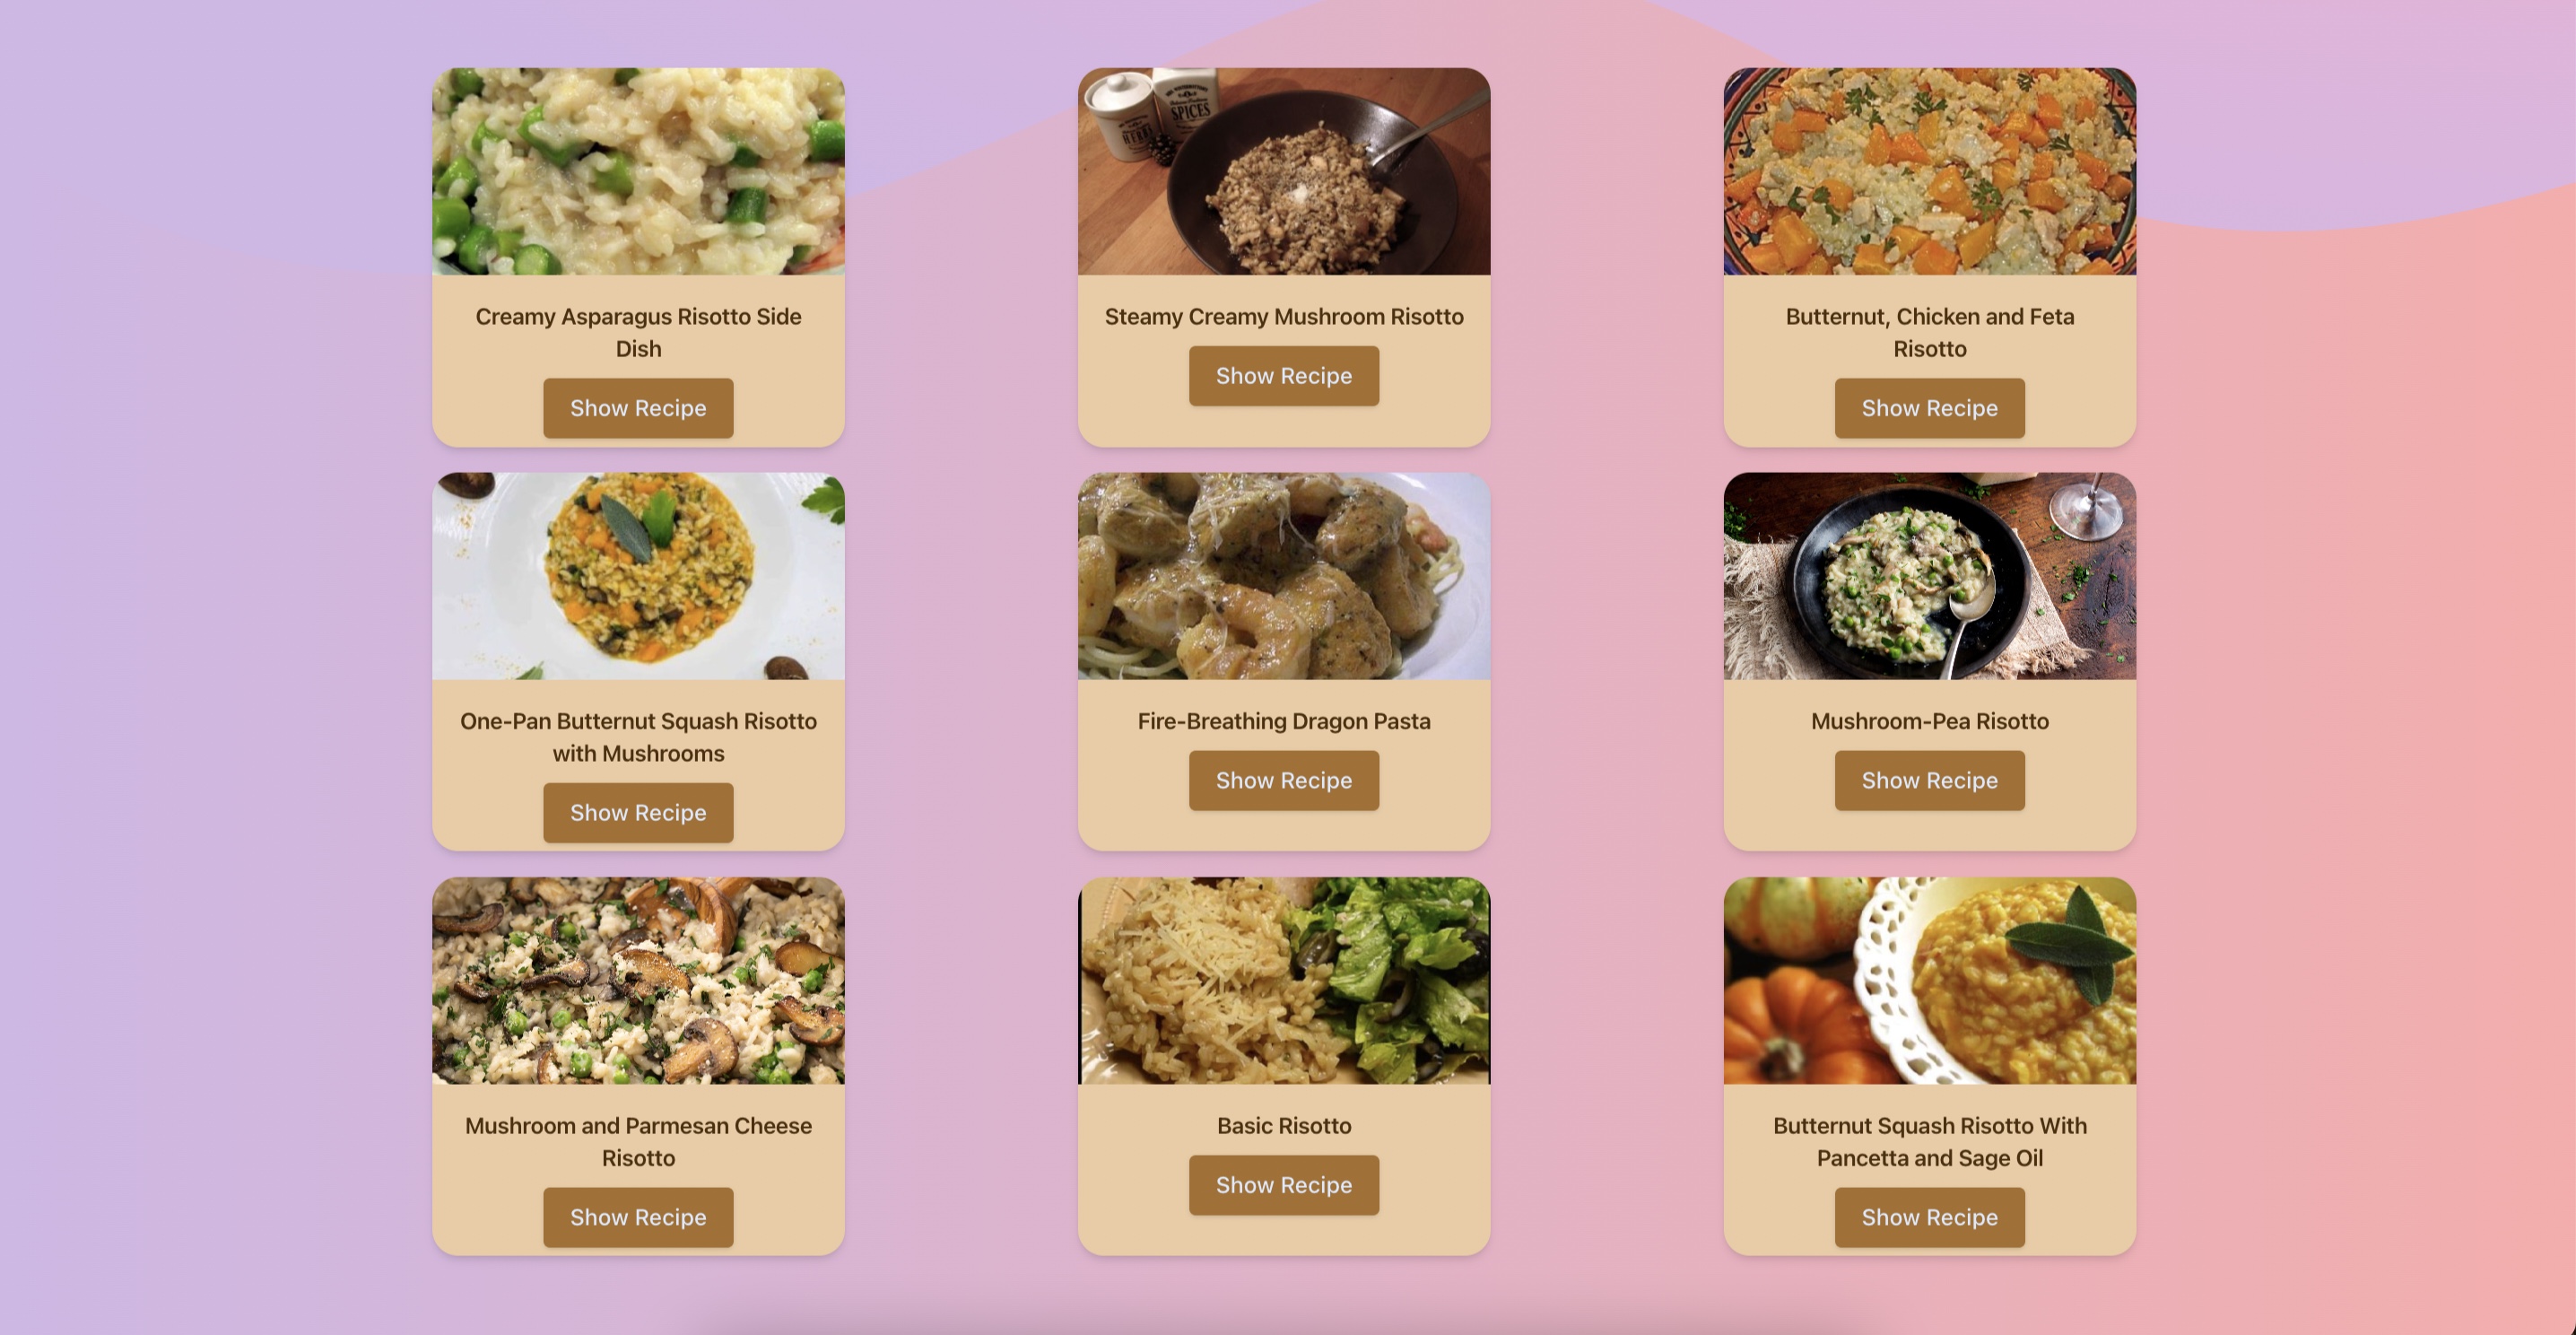 HERBS
SPICES
Creamy Asparagus Risotto Side
Dish
Show Recipe
Steamy Creamy Mushroom Risotto
Show Recipe
Butternut, Chicken and Feta
Risotto
Show Recipe
One-Pan Butternut Squash Risotto
with Mushrooms
Show Recipe
Fire-Breathing Dragon Pasta
Show Recipe
Mushroom-Pea Risotto
Show Recipe
Mushroom and Parmesan Cheese
Risotto
Show Recipe
Basic Risotto
Show Recipe
Butternut Squash Risotto With
Pancetta and Sage Oil
Show Recipe